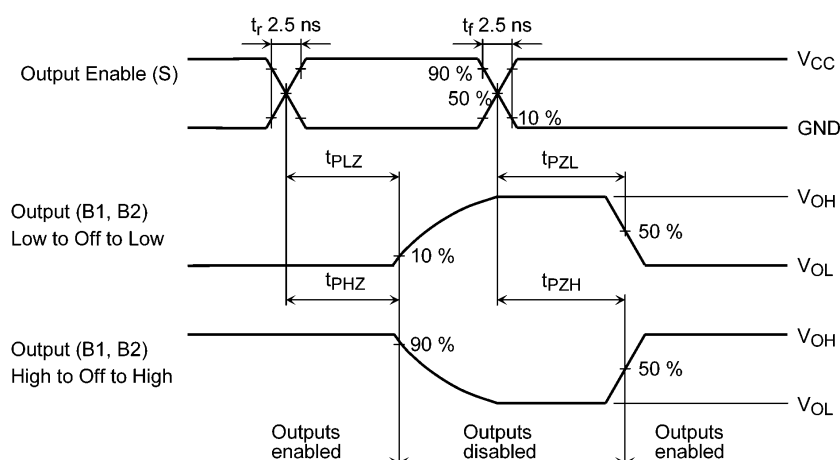 tr 2.5 ns
tf 2.5 ns
Output Enable (S)
90 %
50 %
10 %
VCC
GND
tPLZ
tPZL
Output (B1, B2)
Low to Off to Low
10 %
50 %
VOH
VOL
tPHZ
tPZH
Output (B1, B2)
High to Off to High
90 %
50 %
VOH
VOL
Outputs
enabled
Outputs
disabled
Outputs
enabled